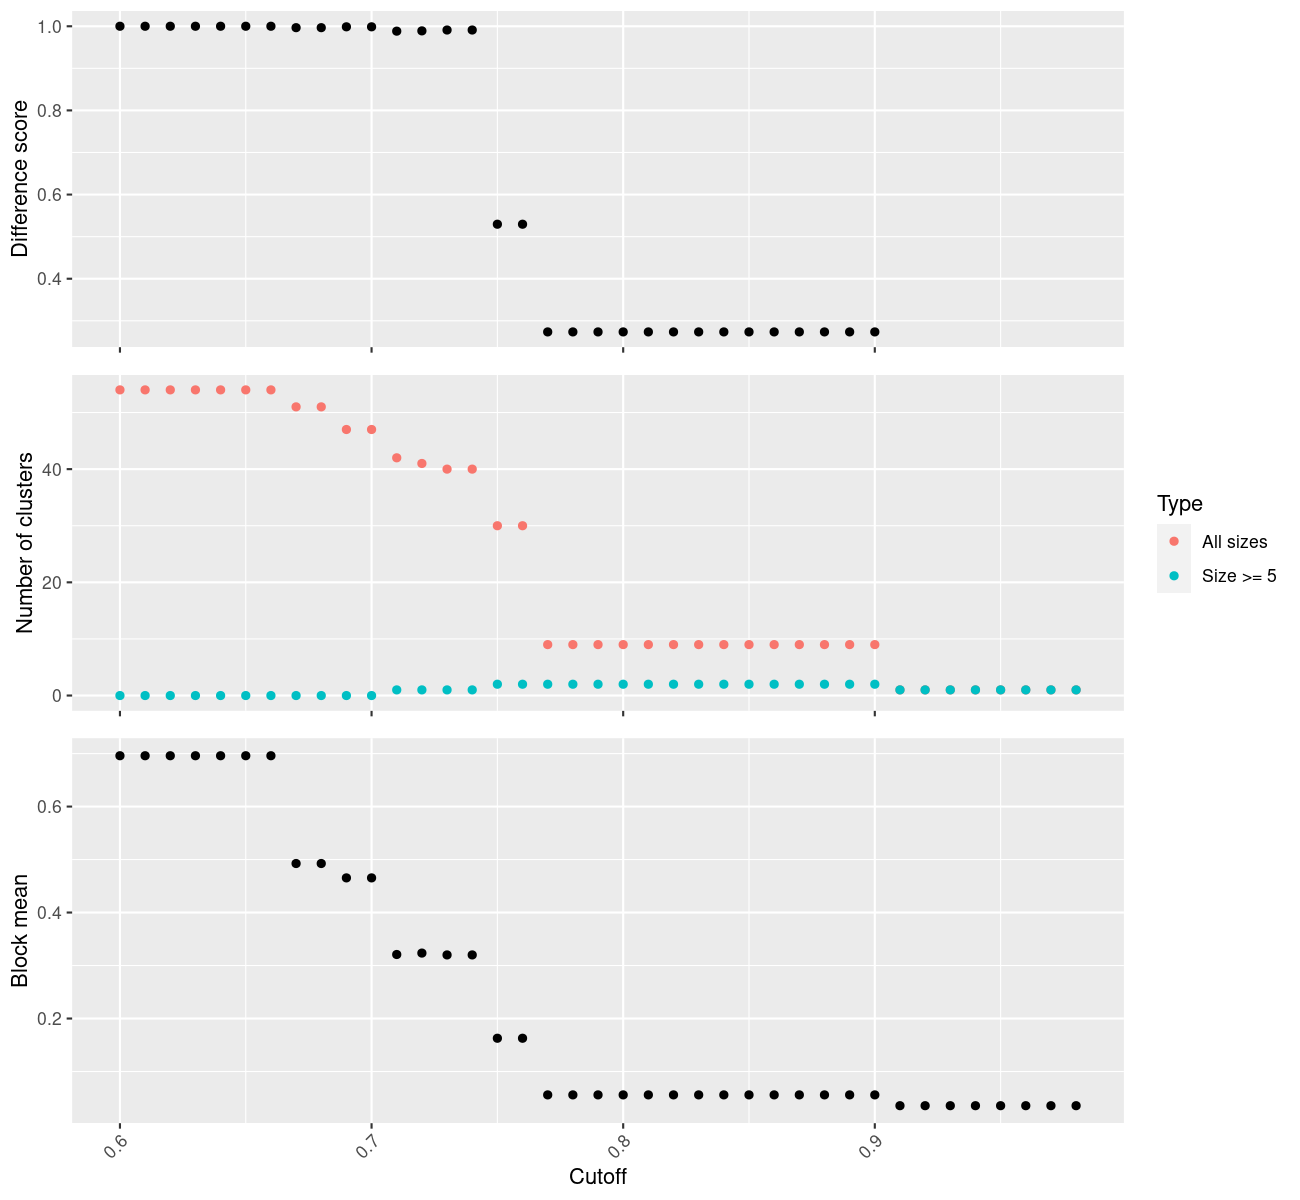 Difference score
1.0
0.8
0.6
0.4
Number of clusters
40
20
0
Type
All sizes
Size >= 5
Block mean
0.6
0.4
0.2
0.6
0.7
0.8
0.9
Cutoff